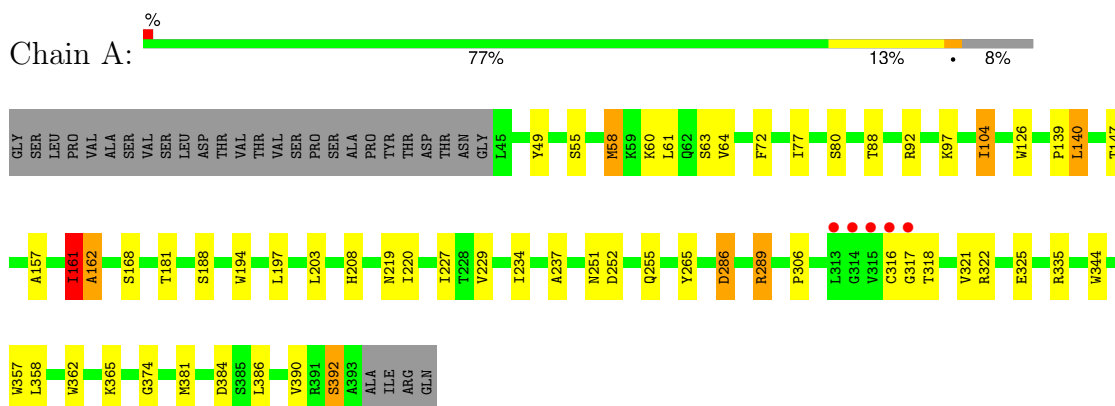 %
Chain A:
77% 13% • 8%
GLY SER LEU PRO VAL ALA SER VAL SER LEU ASP THR VAL THR VAL SER PRO SER ALA PRO TYR THR ASP THR ASN GLY L45 Y49 S55 M58 K59 K60 L61 Q62 S63 V64 F72 I77 S80 T88 R92 K97 I104 W126 P139 L140 T147
A157 I161 A162 S168 T181 S188 W194 L197 L203 H208 N219 I220 I227 T228 V229 I234 A237 N251 D252 Q255 Y265 D286 R289 P306 L313 G314 V315 C316 G317 T318 V321 R322 E325 R335 W344
W357 L358 W362 K365 G374 M381 D384 S385 L386 V390 R391 S392 A393 ALA ILE ARG GLN